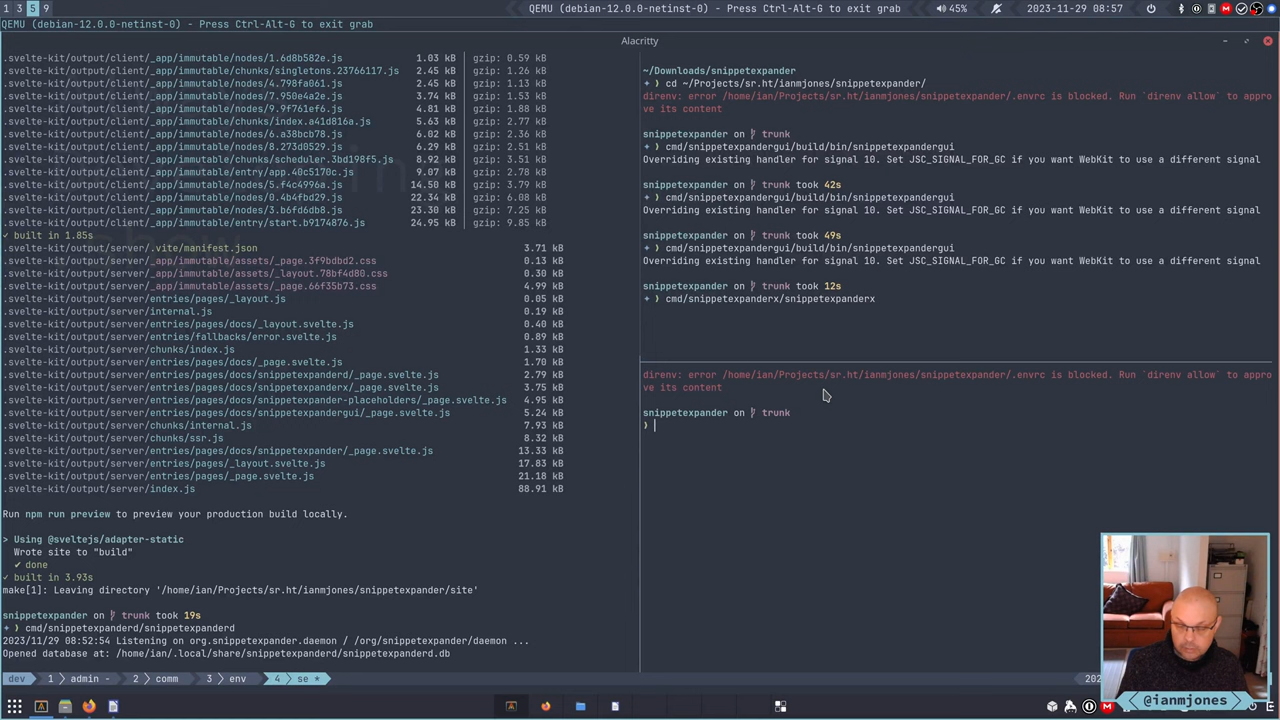 1 3 5 9
QEMU (debian-12.0.0-netinst-0) - Press Ctrl-Alt-G to exit grab
45%
2023-11-29 08:57
QEMU (debian-12.0.0-netinst-0) - Press Ctrl-Alt-G to exit grab
Alacritty
.svelte-kit/output/client/_app/immutable/nodes/1.6d8b582e.js 1.03 kB │ gzip: 0.59 kB
.svelte-kit/output/client/_app/immutable/chunks/singletons.23766117.js 2.45 kB │ gzip: 1.26 kB
.svelte-kit/output/client/_app/immutable/nodes/4.798fa061.js 2.45 kB │ gzip: 1.13 kB
.svelte-kit/output/client/_app/immutable/nodes/7.950e4a2e.js 3.74 kB │ gzip: 1.69 kB
.svelte-kit/output/client/_app/immutable/nodes/9.9f761ef6.js 4.81 kB │ gzip: 1.88 kB
.svelte-kit/output/client/_app/immutable/chunks/index.a41d816a.js 5.63 kB │ gzip: 2.77 kB
.svelte-kit/output/client/_app/immutable/nodes/6.a38bcb78.js 6.02 kB │ gzip: 2.36 kB
.svelte-kit/output/client/_app/immutable/nodes/8.273d0529.js 6.29 kB │ gzip: 2.51 kB
.svelte-kit/output/client/_app/immutable/chunks/scheduler.3bd198f5.js 8.92 kB │ gzip: 3.51 kB
.svelte-kit/output/client/_app/immutable/entry/app.40c5170c.js 9.07 kB │ gzip: 2.78 kB
.svelte-kit/output/client/_app/immutable/nodes/5.f4c4996a.js 14.50 kB │ gzip: 3.79 kB
.svelte-kit/output/client/_app/immutable/nodes/0.4b4fbd29.js 22.34 kB │ gzip: 6.08 kB
.svelte-kit/output/client/_app/immutable/nodes/3.b6fd6db8.js 23.30 kB │ gzip: 7.25 kB
.svelte-kit/output/client/_app/immutable/entry/start.b9174876.js 24.95 kB │ gzip: 9.85 kB
✓ built in 1.85s
.svelte-kit/output/server/.vite/manifest.json 3.71 kB
.svelte-kit/output/server/_app/immutable/assets/_page.3f9bdbd2.css 0.13 kB
.svelte-kit/output/server/_app/immutable/assets/_layout.78bf4d80.css 0.30 kB
.svelte-kit/output/server/_app/immutable/assets/_page.66f35b73.css 4.99 kB
.svelte-kit/output/server/entries/pages/_layout.js 0.05 kB
.svelte-kit/output/server/internal.js 0.19 kB
.svelte-kit/output/server/entries/pages/docs/_layout.svelte.js 0.40 kB
.svelte-kit/output/server/entries/fallbacks/error.svelte.js 0.89 kB
.svelte-kit/output/server/chunks/index.js 1.33 kB
.svelte-kit/output/server/entries/pages/docs/_page.svelte.js 1.70 kB
.svelte-kit/output/server/entries/pages/docs/snippetexpanderd/_page.svelte.js 2.79 kB
.svelte-kit/output/server/entries/pages/docs/snippetexpanderx/_page.svelte.js 3.75 kB
.svelte-kit/output/server/entries/pages/docs/snippetexpander-placeholders/_page.svelte.js 4.95 kB
.svelte-kit/output/server/entries/pages/docs/snippetexpandergui/_page.svelte.js 5.24 kB
.svelte-kit/output/server/chunks/internal.js 7.93 kB
.svelte-kit/output/server/chunks/ssr.js 8.32 kB
.svelte-kit/output/server/entries/pages/docs/snippetexpander/_page.svelte.js 13.33 kB
.svelte-kit/output/server/entries/pages/_layout.svelte.js 17.83 kB
.svelte-kit/output/server/entries/pages/_page.svelte.js 21.18 kB
.svelte-kit/output/server/index.js 88.91 kB
Run npm run preview to preview your production build locally.
> Using @sveltejs/adapter-static
Wrote site to "build"
✔ done
✓ built in 3.93s
make[1]: Leaving directory '/home/ian/Projects/sr.ht/ianmjones/snippetexpander/site'
snippetexpander on trunk took 19s
✦ ❯ cmd/snippetexpanderd/snippetexpanderd
2023/11/29 08:52:54 Listening on org.snippetexpander.daemon / /org/snippetexpander/daemon ...
Opened database at: /home/ian/.local/share/snippetexpanderd/snippetexpanderd.db
~/Downloads/snippetexpander
✦ ❯ cd ~/Projects/sr.ht/ianmjones/snippetexpander/
direnv: error /home/ian/Projects/sr.ht/ianmjones/snippetexpander/.envrc is blocked. Run `direnv allow` to appro
ve its content
snippetexpander on trunk
✦ ❯ cmd/snippetexpandergui/build/bin/snippetexpandergui
Overriding existing handler for signal 10. Set JSC_SIGNAL_FOR_GC if you want WebKit to use a different signal
snippetexpander on trunk took 42s
✦ ❯ cmd/snippetexpandergui/build/bin/snippetexpandergui
Overriding existing handler for signal 10. Set JSC_SIGNAL_FOR_GC if you want WebKit to use a different signal
snippetexpander on trunk took 49s
✦ ❯ cmd/snippetexpandergui/build/bin/snippetexpandergui
Overriding existing handler for signal 10. Set JSC_SIGNAL_FOR_GC if you want WebKit to use a different signal
snippetexpander on trunk took 12s
✦ ❯ cmd/snippetexpanderx/snippetexpanderx
direnv: error /home/ian/Projects/sr.ht/ianmjones/snippetexpander/.envrc is blocked. Run `direnv allow` to appro
ve its content
snippetexpander on trunk
❯
dev 1 admin - 2 comm 3 env 4 se * 202
@ianmjones